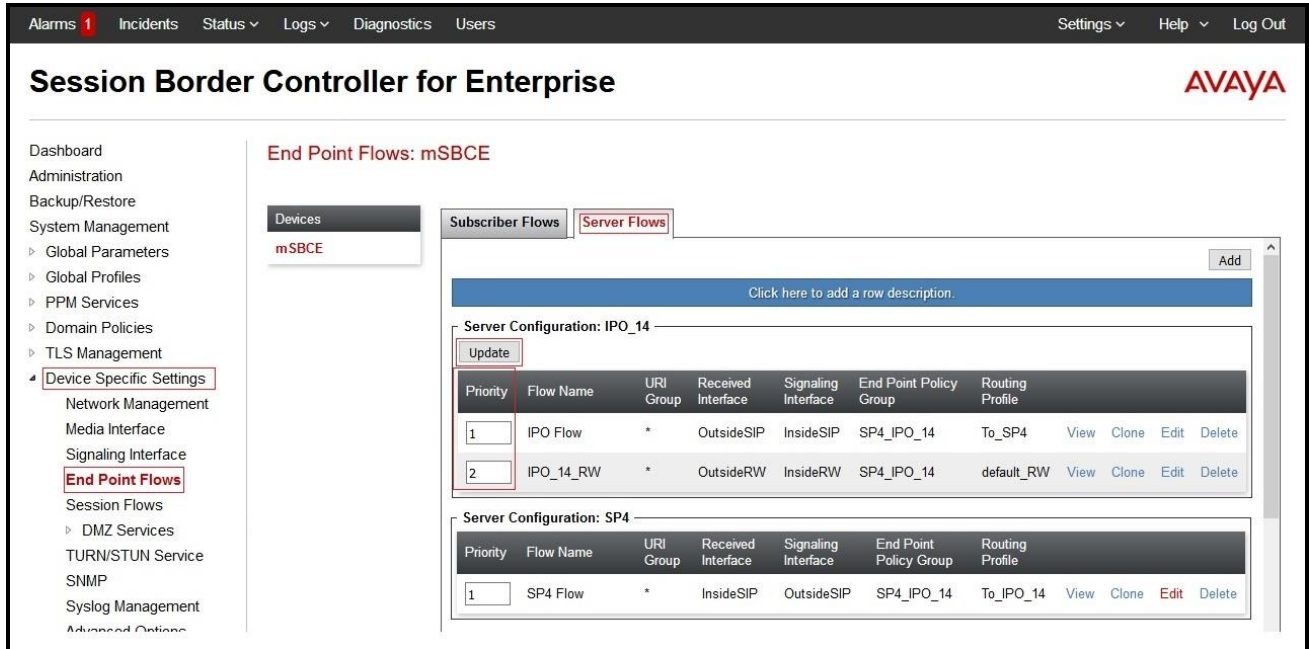 Alarms 1 Incidents Status Logs Diagnostics Users Settings Help Log Out
Session Border Controller for Enterprise
AVAYA
Dashboard
Administration
Backup/Restore
System Management
Global Parameters
Global Profiles
PPM Services
Domain Policies
TLS Management
Device Specific Settings
Network Management
Media Interface
Signaling Interface
End Point Flows
Session Flows
DMZ Services
TURN/STUN Service
SNMP
Syslog Management
Advanced Options
End Point Flows: mSBCE
Devices
mSBCE
Subscriber Flows Server Flows
Add
Click here to add a row description.
Server Configuration: IPO_14
Update
Priority Flow Name URI Group Received Interface Signaling Interface End Point Policy Group Routing Profile
1 IPO Flow * OutsideSIP InsideSIP SP4_IPO_14 To_SP4 View Clone Edit Delete
2 IPO_14_RW * OutsideRW InsideRW SP4_IPO_14 default_RW View Clone Edit Delete
Server Configuration: SP4
Priority Flow Name URI Group Received Interface Signaling Interface End Point Policy Group Routing Profile
1 SP4 Flow * InsideSIP OutsideSIP SP4_IPO_14 To_IPO_14 View Clone Edit Delete